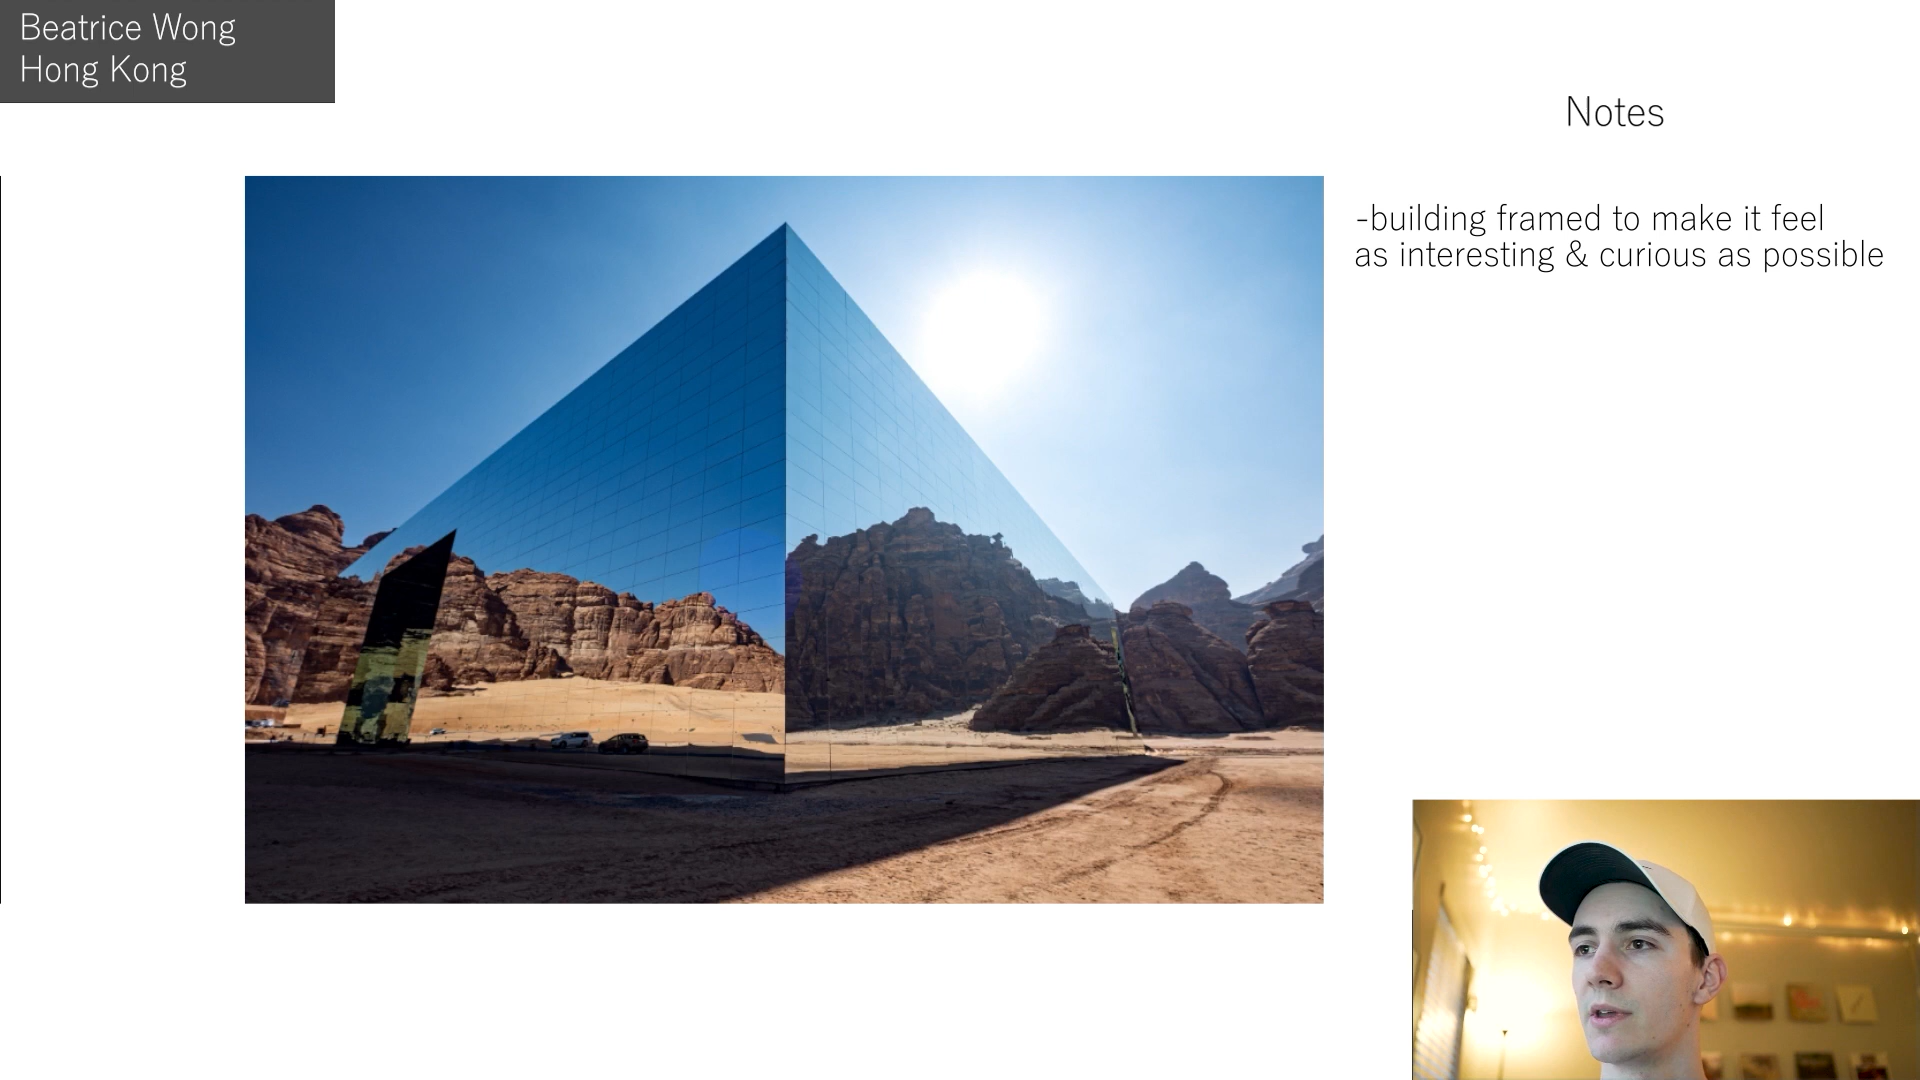 Beatrice Wong
Hong Kong
Notes
-building framed to make it feel
as interesting & curious as possible